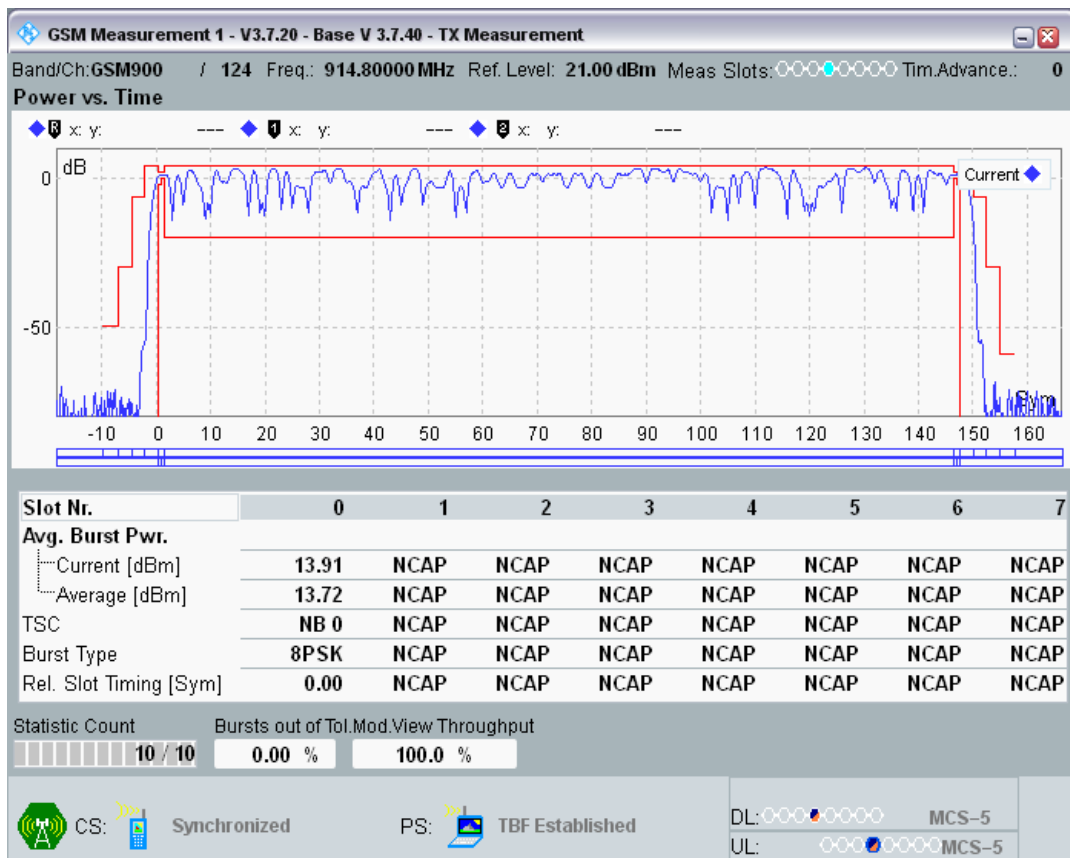 GSM Measurement 1 - V3.7.20 - Base V 3.7.40 - TX Measurement
Band/Ch:GSM900 / 124 Freq.: 914.80000 MHz Ref. Level: 21.00 dBm Meas Slots: Tim.Advance.: 0
Power vs. Time
R x: y: --- 1 x: y: --- 2 x: y: ---
dB
Current
0
-50
Sym
-10 0 10 20 30 40 50 60 70 80 90 100 110 120 130 140 150 160
Slot Nr. 0 1 2 3 4 5 6 7
Avg. Burst Pwr.
Current [dBm] 13.91 NCAP NCAP NCAP NCAP NCAP NCAP NCAP
Average [dBm] 13.72 NCAP NCAP NCAP NCAP NCAP NCAP NCAP
TSC NB 0 NCAP NCAP NCAP NCAP NCAP NCAP NCAP
Burst Type 8PSK NCAP NCAP NCAP NCAP NCAP NCAP NCAP
Rel. Slot Timing [Sym] 0.00 NCAP NCAP NCAP NCAP NCAP NCAP NCAP
Statistic Count Bursts out of Tol.Mod.View Throughput
10 / 10 0.00 % 100.0 %
CS: Synchronized PS: TBF Established DL: MCS-5
UL: MCS-5